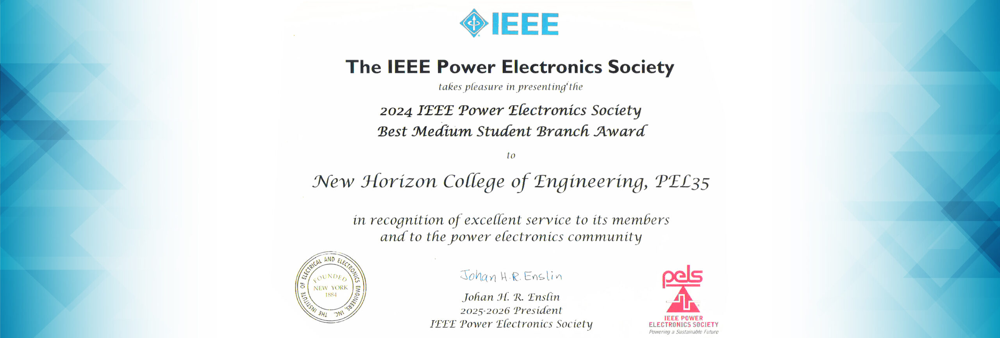 IEEE
The IEEE Power Electronics Society
takes pleasure in presenting the
2024 IEEE Power Electronics Society
Best Medium Student Branch Award
to
New Horizon College of Engineering, PEL35
in recognition of excellent service to its members
and to the power electronics community
THE INSTITUTE OF ELECTRICAL AND ELECTRONICS ENGINEERS, INC.
FOUNDED
NEW YORK
1884
Johan H.R. Enslin
Johan H. R. Enslin
2025-2026 President
IEEE Power Electronics Society
pels
IEEE POWER
ELECTRONICS SOCIETY
Powering a Sustainable Future